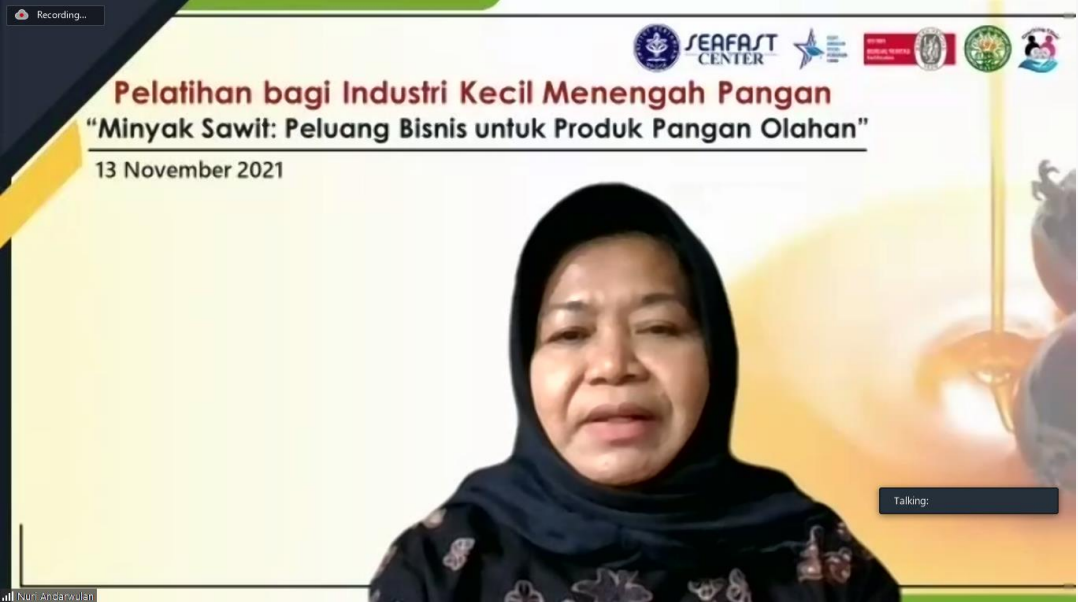 Recording...
SEAFAST
CENTER
Pelatihan bagi Industri Kecil Menengah Pangan
“Minyak Sawit: Peluang Bisnis untuk Produk Pangan Olahan”
13 November 2021
Talking:
Nuri Andarwulan